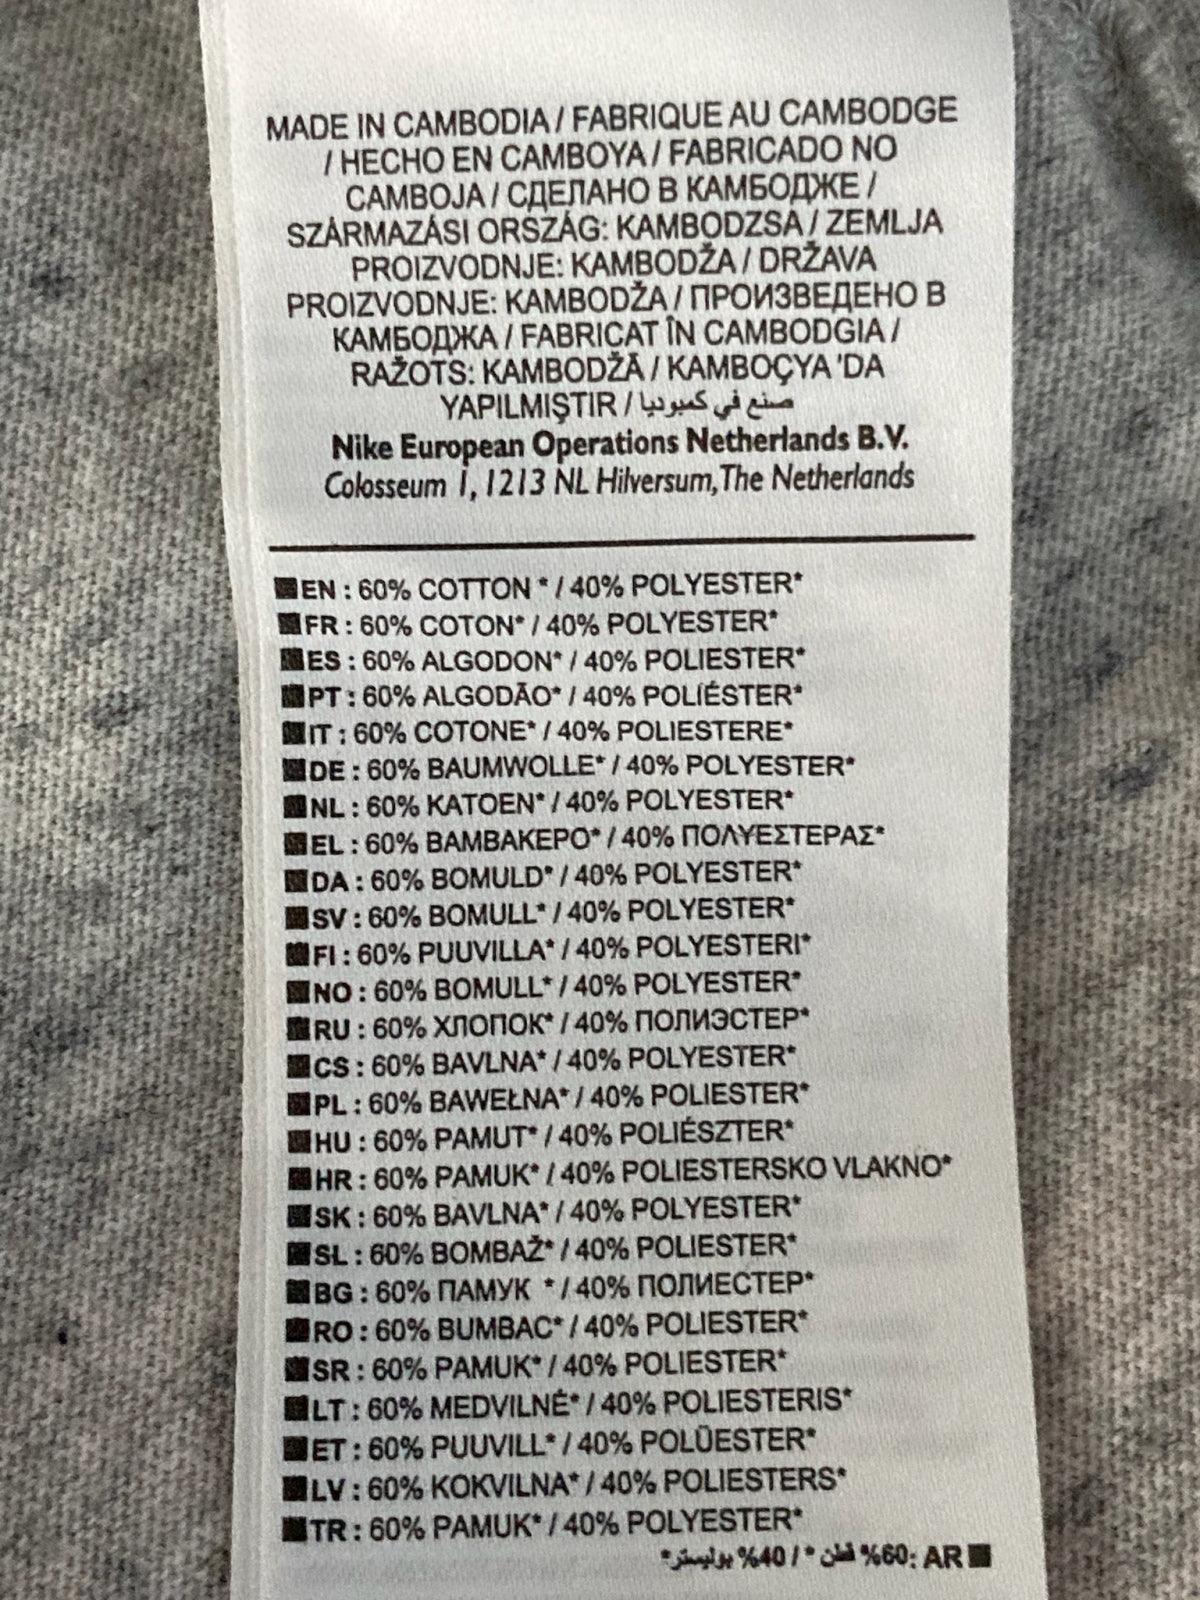 MADE IN CAMBODIA / FABRIQUE AU CAMBODGE
/ HECHO EN CAMBOYA / FABRICADO NO
CAMBOJA / СДЕЛАНО В КАМБОДЖЕ /
SZÁRMAZÁSI ORSZÁG: KAMBODZSA / ZEMLJA
PROIZVODNJE: KAMBODŽA / DRŽAVA
PROIZVODNJE: KAMBODŽA / ПРОИЗВЕДЕНО В
КАМБОДЖА / FABRICAT ÎN CAMBODGIA /
RAŽOTS: KAMBODŽĀ / KAMBOÇYA 'DA
YAPILMIŞTIR / صنع في كمبوديا
Nike European Operations Netherlands B.V.
Colosseum 1, 1213 NL Hilversum, The Netherlands
■EN : 60% COTTON * / 40% POLYESTER*
■FR : 60% COTON* / 40% POLYESTER*
■ES : 60% ALGODON* / 40% POLIESTER*
■PT : 60% ALGODÃO* / 40% POLIÉSTER*
■IT : 60% COTONE* / 40% POLIESTERE*
■DE : 60% BAUMWOLLE* / 40% POLYESTER*
■NL : 60% KATOEN* / 40% POLYESTER*
■EL : 60% ΒΑΜΒΑΚΕΡΟ* / 40% ΠΟΛΥΕΣΤΕΡΑΣ*
■DA : 60% BOMULD* / 40% POLYESTER*
■SV : 60% BOMULL* / 40% POLYESTER*
■FI : 60% PUUVILLA* / 40% POLYESTERI*
■NO : 60% BOMULL* / 40% POLYESTER*
■RU : 60% ХЛОПОК* / 40% ПОЛИЭСТЕР*
■CS : 60% BAVLNA* / 40% POLYESTER*
■PL : 60% BAWEŁNA* / 40% POLIESTER*
■HU : 60% PAMUT* / 40% POLIÉSZTER*
■HR : 60% PAMUK* / 40% POLIESTERSKO VLAKNO*
■SK : 60% BAVLNA* / 40% POLYESTER*
■SL : 60% BOMBAŽ* / 40% POLIESTER*
■BG : 60% ПАМУК * / 40% ПОЛИЕСТЕР*
■RO : 60% BUMBAC* / 40% POLIESTER*
■SR : 60% PAMUK* / 40% POLIESTER*
■LT : 60% MEDVILNĖ* / 40% POLIESTERIS*
■ET : 60% PUUVILL* / 40% POLÜESTER*
■LV : 60% KOKVILNA* / 40% POLIESTERS*
■TR : 60% PAMUK* / 40% POLYESTER*
■AR :60% قطن * / 40% بوليستر*